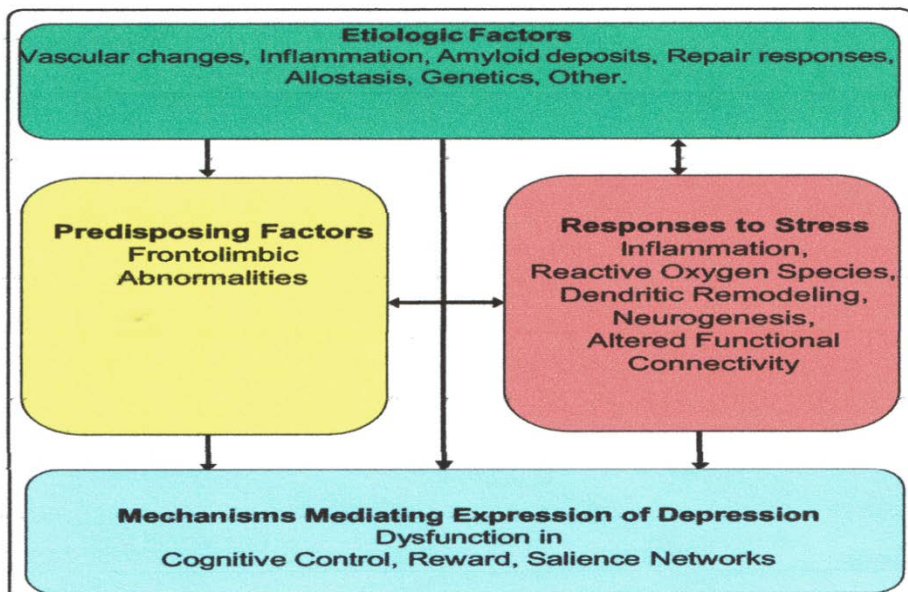 Etiologic Factors
Vascular changes, Inflammation, Amyloid deposits, Repair responses,
Allostasis, Genetics, Other.
Predisposing Factors
Frontolimbic
Abnormalities
Responses to Stress
Inflammation,
Reactive Oxygen Species,
Dendritic Remodeling,
Neurogenesis,
Altered Functional
Connectivity
Mechanisms Mediating Expression of Depression
Dysfunction in
Cognitive Control, Reward, Salience Networks